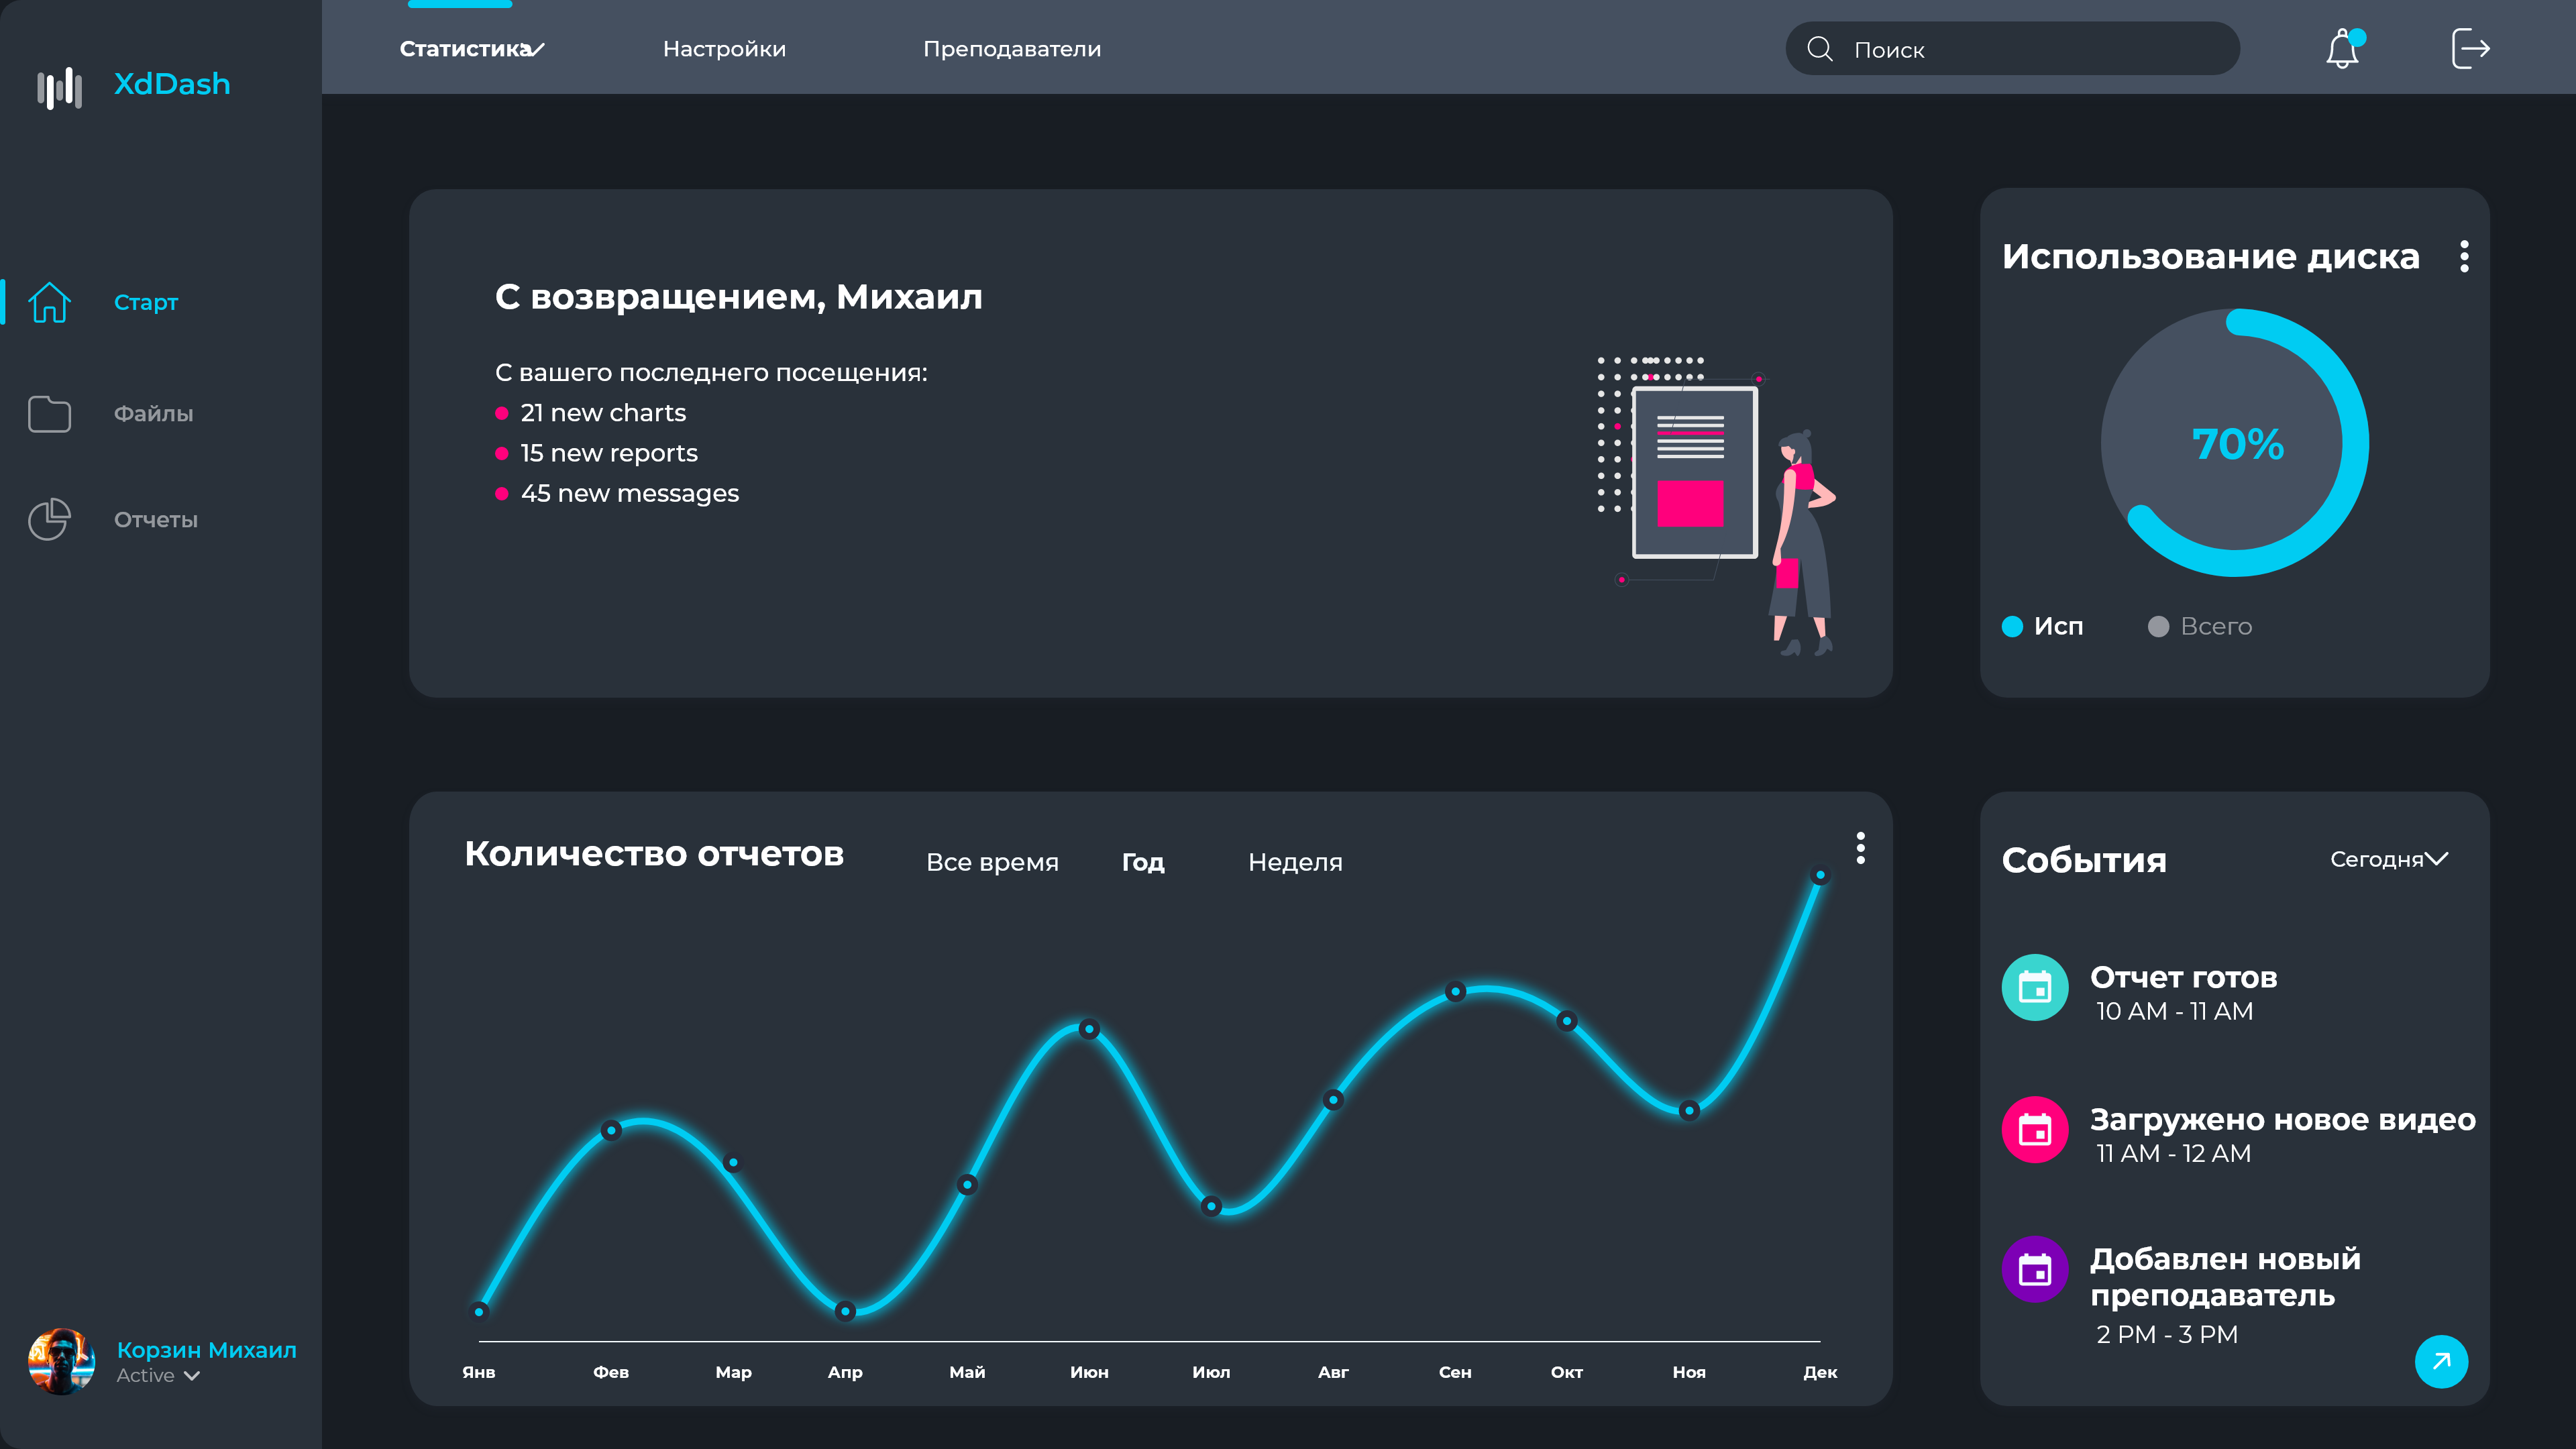 XdDash
Статистика
Настройки
Преподаватели
Поиск
Старт
Файлы
Отчеты
Корзин Михаил
Active
С возвращением, Михаил
С вашего последнего посещения:
21 new charts
15 new reports
45 new messages
Использование диска
70%
Исп
Всего
Количество отчетов
Все время
Год
Неделя
Янв
Фев
Мар
Апр
Май
Июн
Июл
Авг
Сен
Окт
Ноя
Дек
События
Сегодня
Отчет готов
10 AM - 11 AM
Загружено новое видео
11 AM - 12 AM
Добавлен новый
преподаватель
2 PM - 3 PM